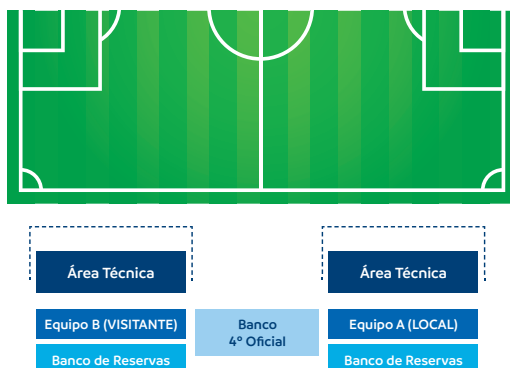 Área Técnica
Área Técnica
Equipo B (VISITANTE)
Banco
4º Oficial
Equipo A (LOCAL)
Banco de Reservas
Banco de Reservas